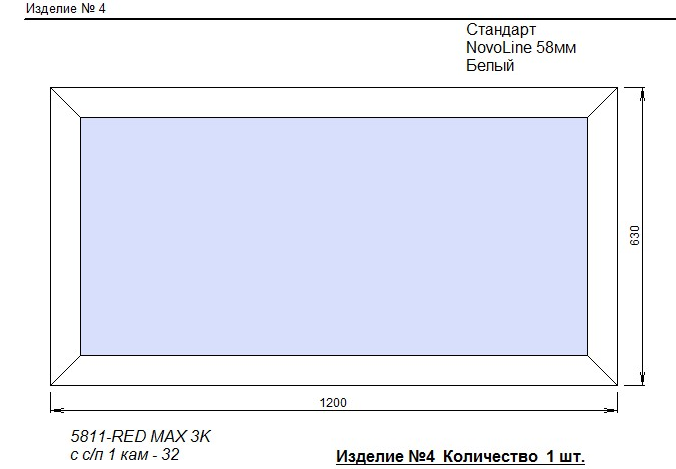 Изделие № 4
Стандарт
NovoLine 58мм
Белый
630
1200
5811-RED MAX 3K
с с/п 1 кам - 32
Изделие №4 Количество 1 шт.